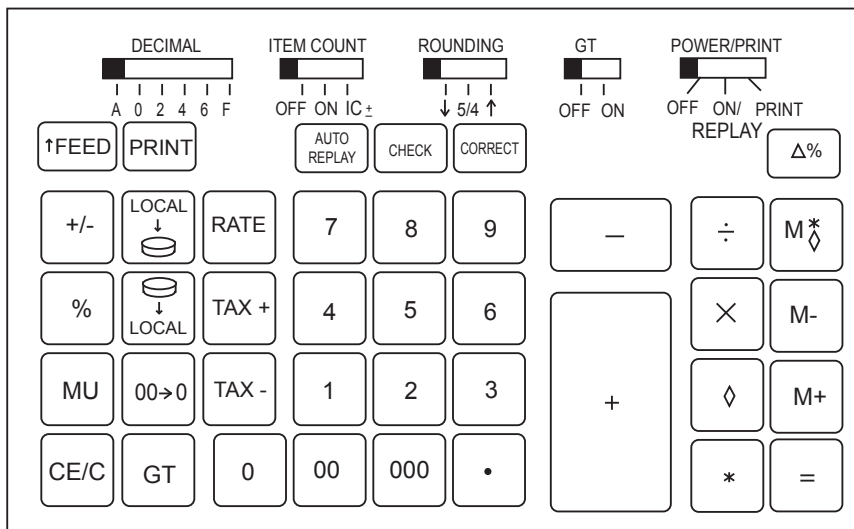 DECIMAL ITEM COUNT ROUNDING GT POWER/PRINT
A 0 2 4 6 F OFF ON IC ± ↓ 5/4 ↑ OFF ON OFF ON/ PRINT
REPLAY
↑FEED PRINT AUTO REPLAY CHECK CORRECT Δ%
+/- LOCAL ↓ RATE 7 8 9 — ÷ M * ◊
% ↓ LOCAL TAX + 4 5 6 × M-
MU 00→0 TAX - 1 2 3 + ◊ M+
CE/C GT 0 00 000 • * =